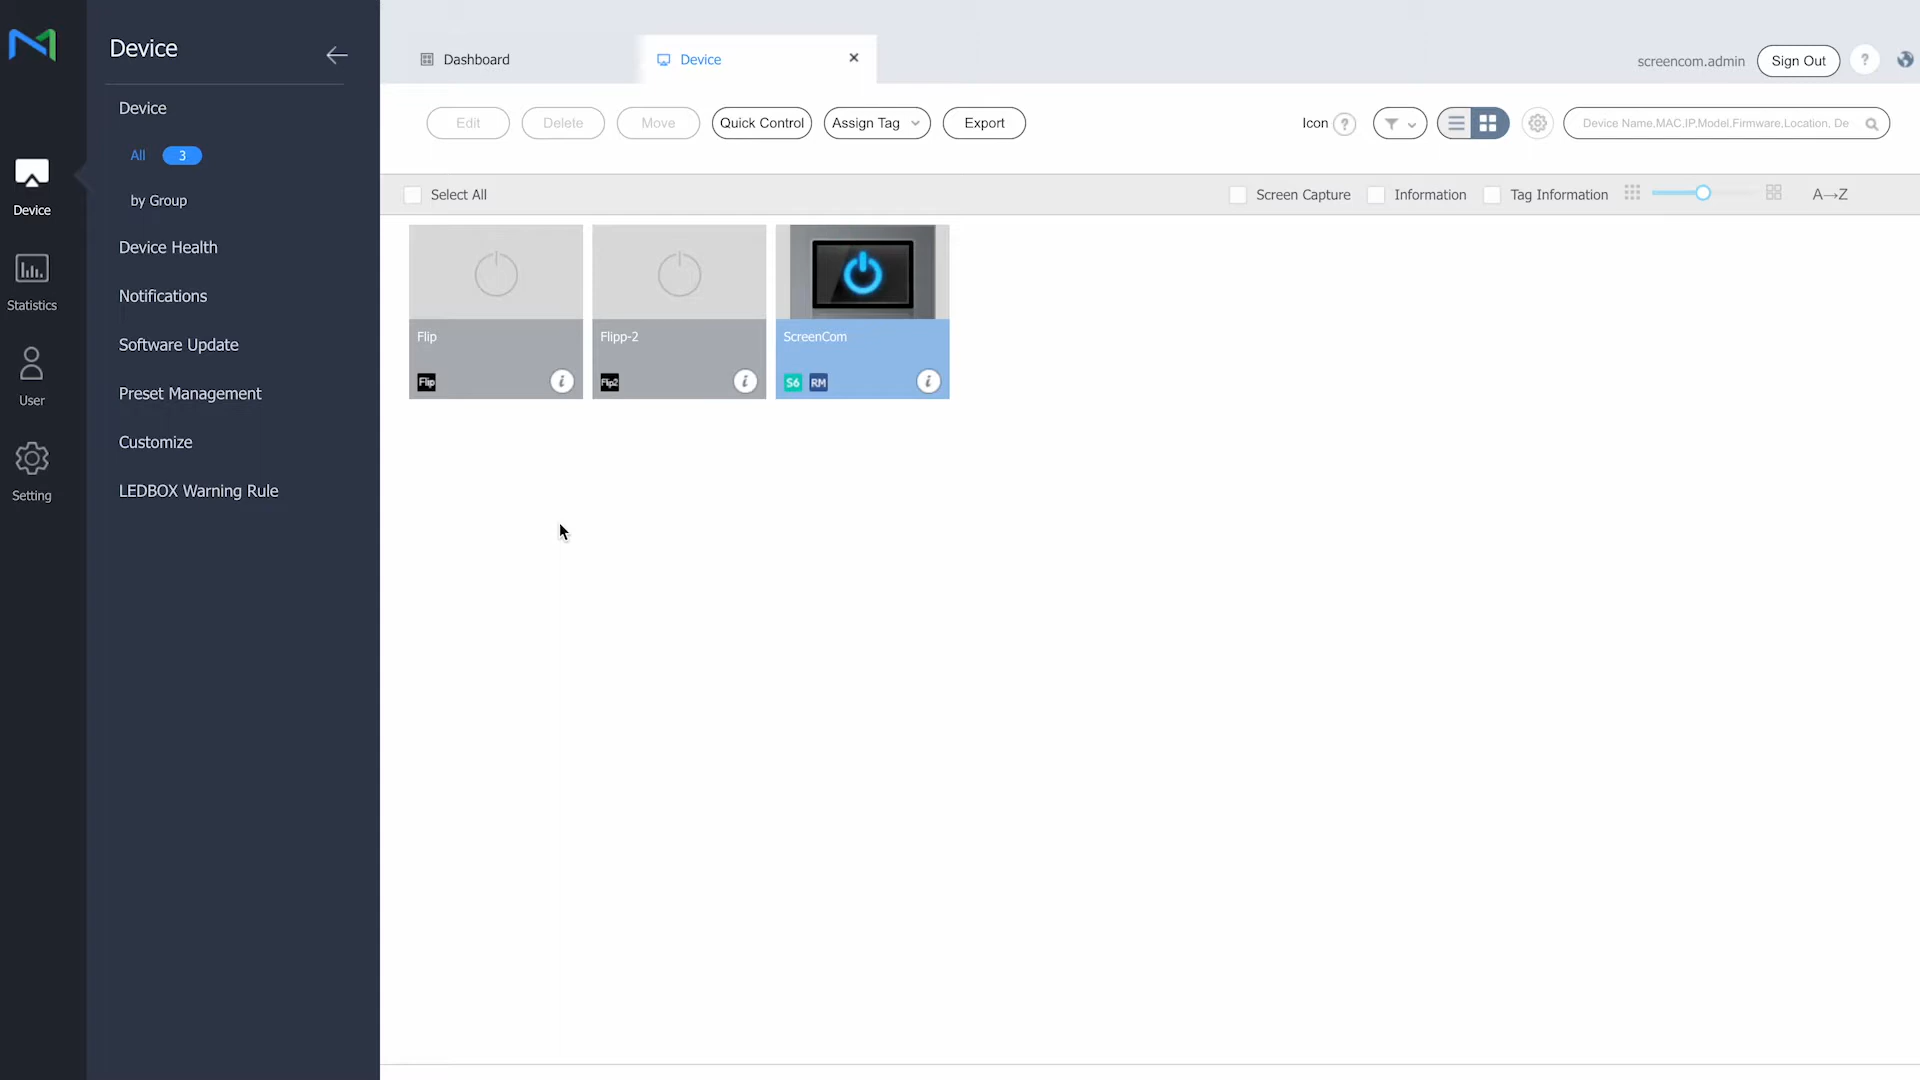 Device
Dashboard
Device
screencom.admin
Sign Out
?
Edit
Delete
Move
Quick Control
Assign Tag
Export
Icon
?
Device Name,MAC,IP,Model,Firmware,Location, De
Device
All
3
by Group
Device Health
Notifications
Software Update
Preset Management
Customize
LEDBOX Warning Rule
Device
Statistics
User
Setting
Select All
Screen Capture
Information
Tag Information
A→Z
Flip
Flip
i
Flipp-2
Flip2
i
ScreenCom
S6
RM
i